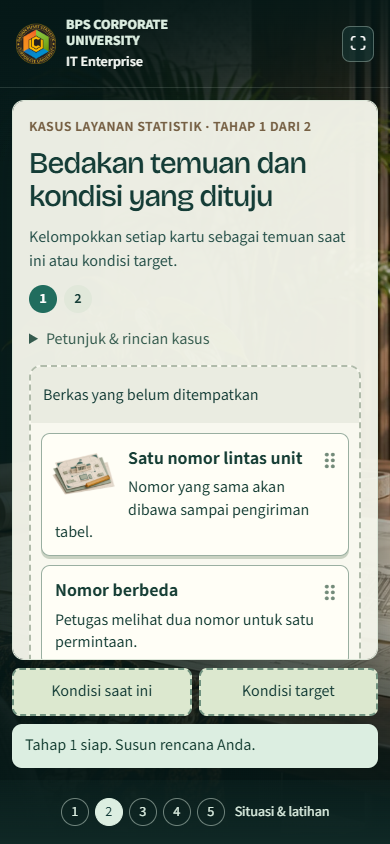 BPS CORPORATE
UNIVERSITY
IT Enterprise
KASUS LAYANAN STATISTIK · TAHAP 1 DARI 2
Bedakan temuan dan
kondisi yang dituju
Kelompokkan setiap kartu sebagai temuan saat
ini atau kondisi target.
1 2
Petunjuk & rincian kasus
Berkas yang belum ditempatkan
Satu nomor lintas unit
Nomor yang sama akan
dibawa sampai pengiriman
tabel.
Nomor berbeda
Petugas melihat dua nomor untuk satu
permintaan.
Kondisi saat ini
Kondisi target
Tahap 1 siap. Susun rencana Anda.
1 2 3 4 5 Situasi & latihan